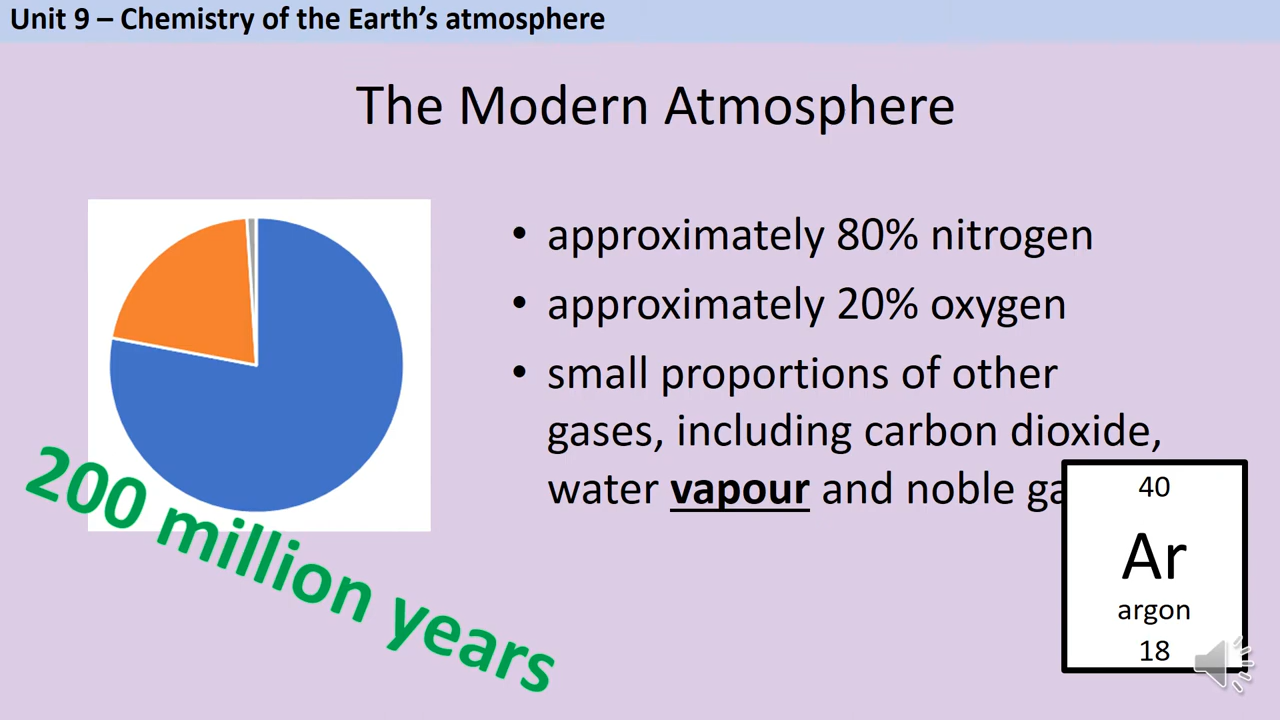 Unit 9 – Chemistry of the Earth’s atmosphere
The Modern Atmosphere
• approximately 80% nitrogen
• approximately 20% oxygen
• small proportions of other
gases, including carbon dioxide,
water vapour and noble ga
200 million years
40
Ar
argon
18